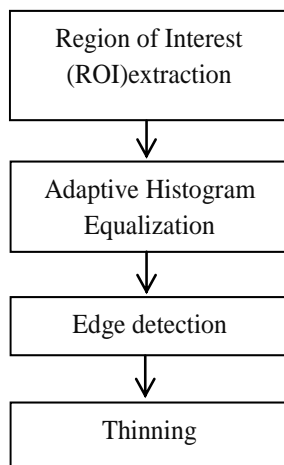 Region of Interest
(ROI)extraction
Adaptive Histogram
Equalization
Edge detection
Thinning